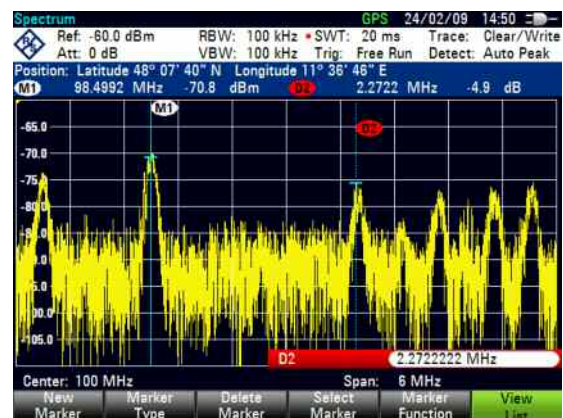 Spectrum GPS 24/02/09 14:50
Ref: -60.0 dBm RBW: 100 kHz SWT: 20 ms Trace: Clear/Write
Att: 0 dB VBW: 100 kHz Trig: Free Run Detect: Auto Peak
Position: Latitude 48° 07' 40" N Longitude 11° 36' 46" E
M1 98.4992 MHz -70.8 dBm D2 2.2722 MHz -4.9 dB
M1
D2
-65.0
-70.0
-75.0
D2 2.2722222 MHz
Center: 100 MHz Span: 6 MHz
New Marker
Marker Type
Delete Marker
Select Marker
Marker Function
View List